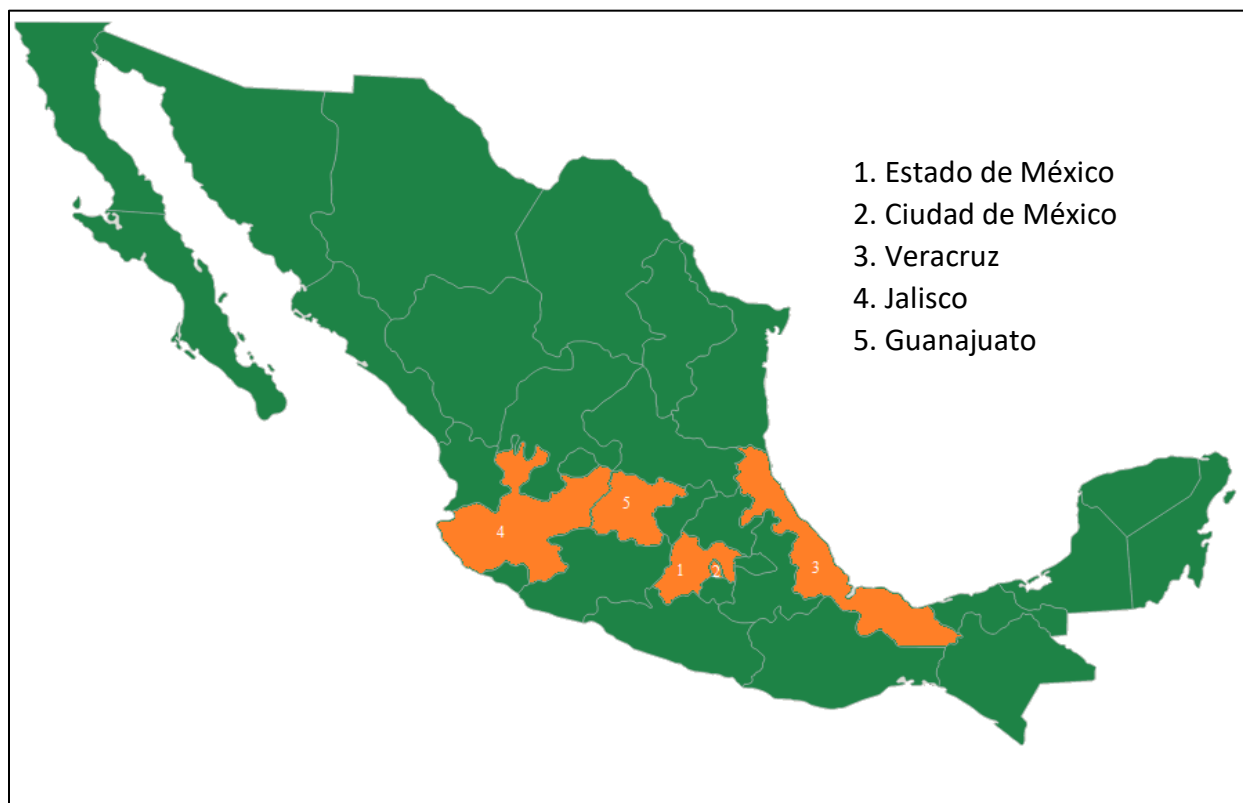 1. Estado de México
2. Ciudad de México
3. Veracruz
4. Jalisco
5. Guanajuato
5
4
1
2
3